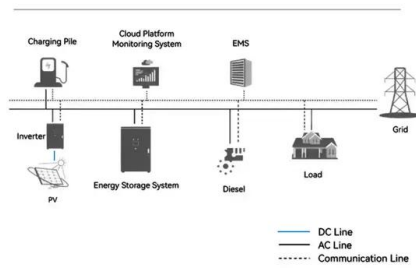 Charging Pile
Cloud Platform
Monitoring System
EMS
Grid
Inverter
PV
Energy Storage System
Diesel
Load
DC Line
AC Line
Communication Line